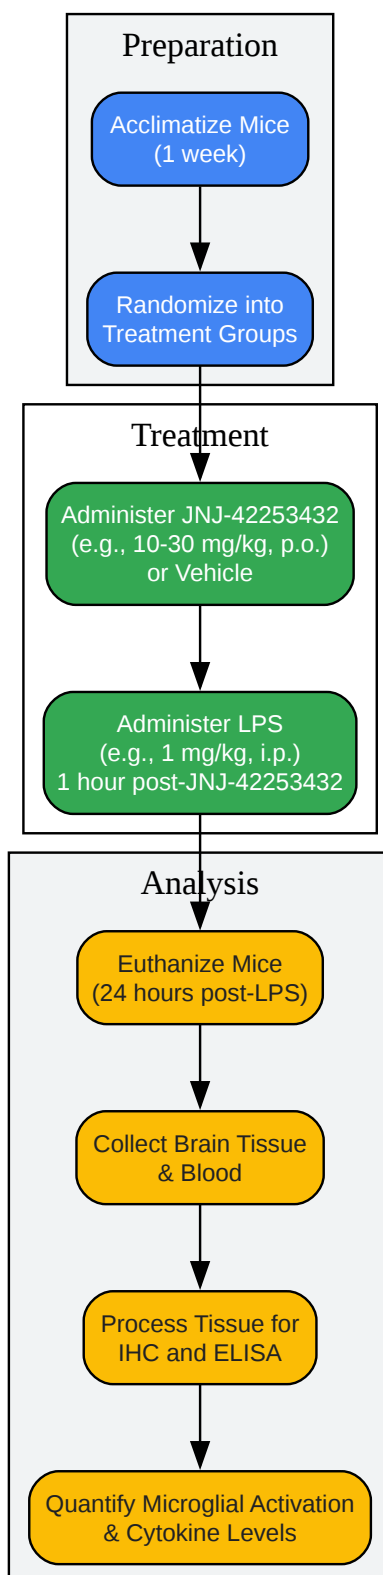 Preparation
Acclimatize Mice
(1 week)
Randomize into
Treatment Groups
Treatment
Administer JNJ-42253432
(e.g., 10-30 mg/kg, p.o.)
or Vehicle
Administer LPS
(e.g., 1 mg/kg, i.p.)
1 hour post-JNJ-42253432
Analysis
Euthanize Mice
(24 hours post-LPS)
Collect Brain Tissue
& Blood
Process Tissue for
IHC and ELISA
Quantify Microglial Activation
& Cytokine Levels